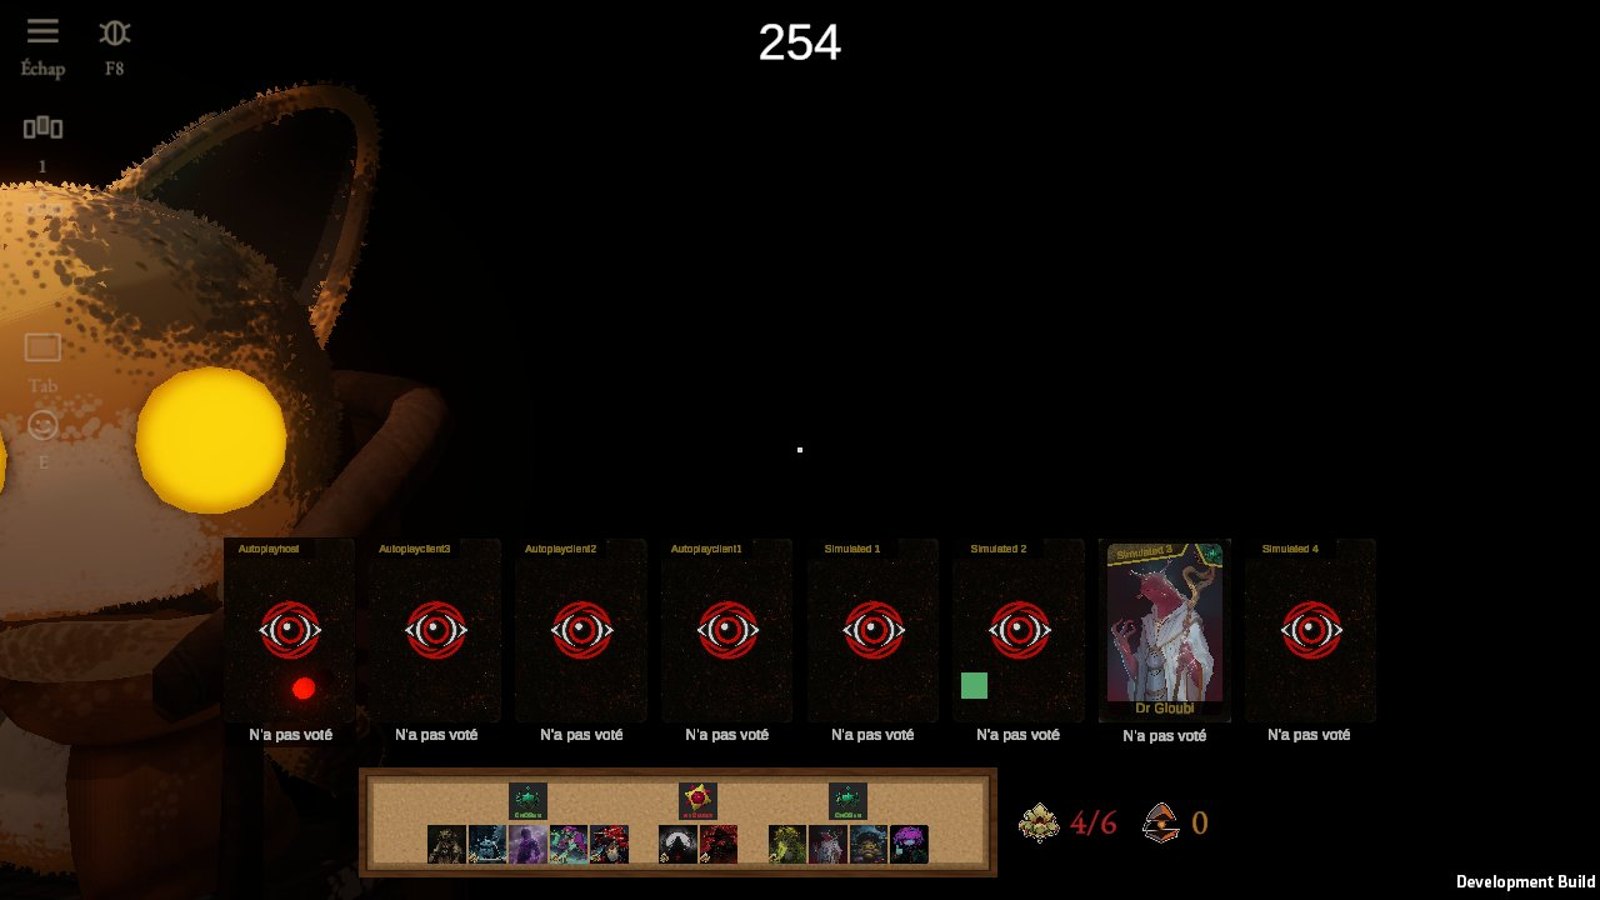 254
Échap
F8
1
Tab
E
Autoplayhost
Autoplayclient3
Autoplayclient2
Autoplayclient1
Simulated 1
Simulated 2
Simulated 3
Simulated 4
Dr Gloubi
N'a pas voté
N'a pas voté
N'a pas voté
N'a pas voté
N'a pas voté
N'a pas voté
N'a pas voté
N'a pas voté
4/6
0
Development Build